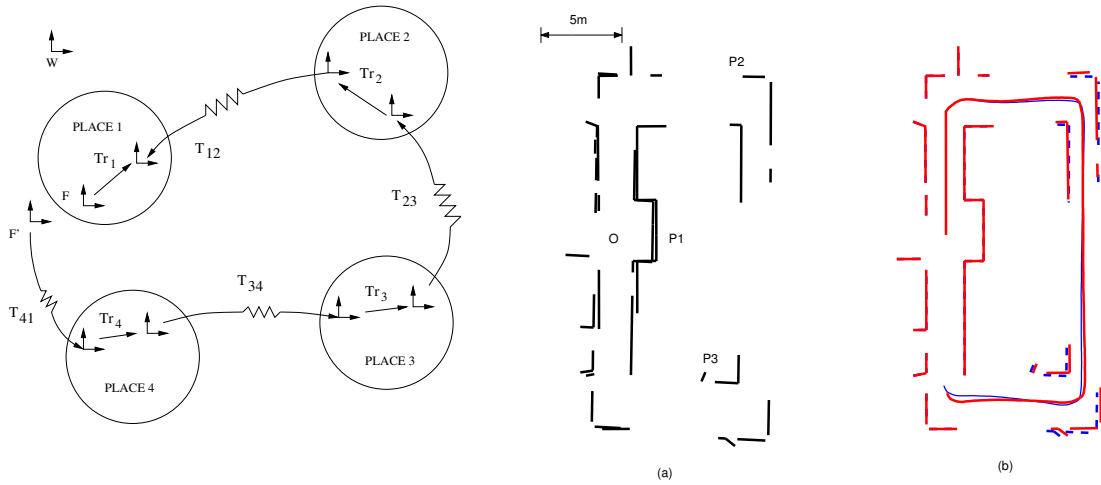 W
PLACE 1
Tr1
F
F'
T12
PLACE 2
Tr2
T23
T34
T41
Tr4
PLACE 4
Tr3
PLACE 3
5m
P2
O
P1
P3
(a)
(b)